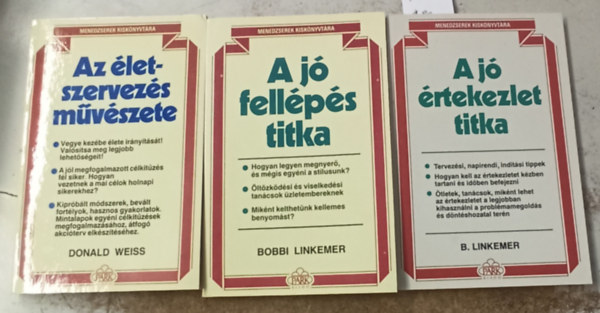 MENEDZSEREK KISKÖNYVTÁRA
Az élet-
szervezés
művészete
Vegye kezébe élete irányítását!
Valósítsa meg legjobb
lehetőségeit!
A jól megfogalmazott célkitűzés
fél siker. Hogyan
vezetnek a mai célok holnapi
sikerekhez?
Kipróbált módszerek, bevált
fortélyok, hasznos gyakorlatok.
Mintalapok egyéni célkitűzések
megfogalmazásához, átfogó
akcióterv elkészítéséhez.
DONALD WEISS
PARK
MENEDZSEREK KISKÖNYVTÁRA
A jó
fellépés
titka
Hogyan legyen megnyerő,
és mégis egyéni a stílusunk?
Öltözködési és viselkedési
tanácsok üzletembereknek
Miként kelthetünk kellemes
benyomást?
BOBBI LINKEMER
PARK
MENEDZSEREK KISKÖNYVTÁRA
A jó
értekezlet
titka
Tervezési, napirendi, indítási tippek
Hogyan kell az értekezletet kézben
tartani és időben befejezni
Ötletek, tanácsok, miként lehet
az értekezletet a legjobban
kihasználni a problémamegoldás
és döntéshozatal terén
B. LINKEMER
PARK